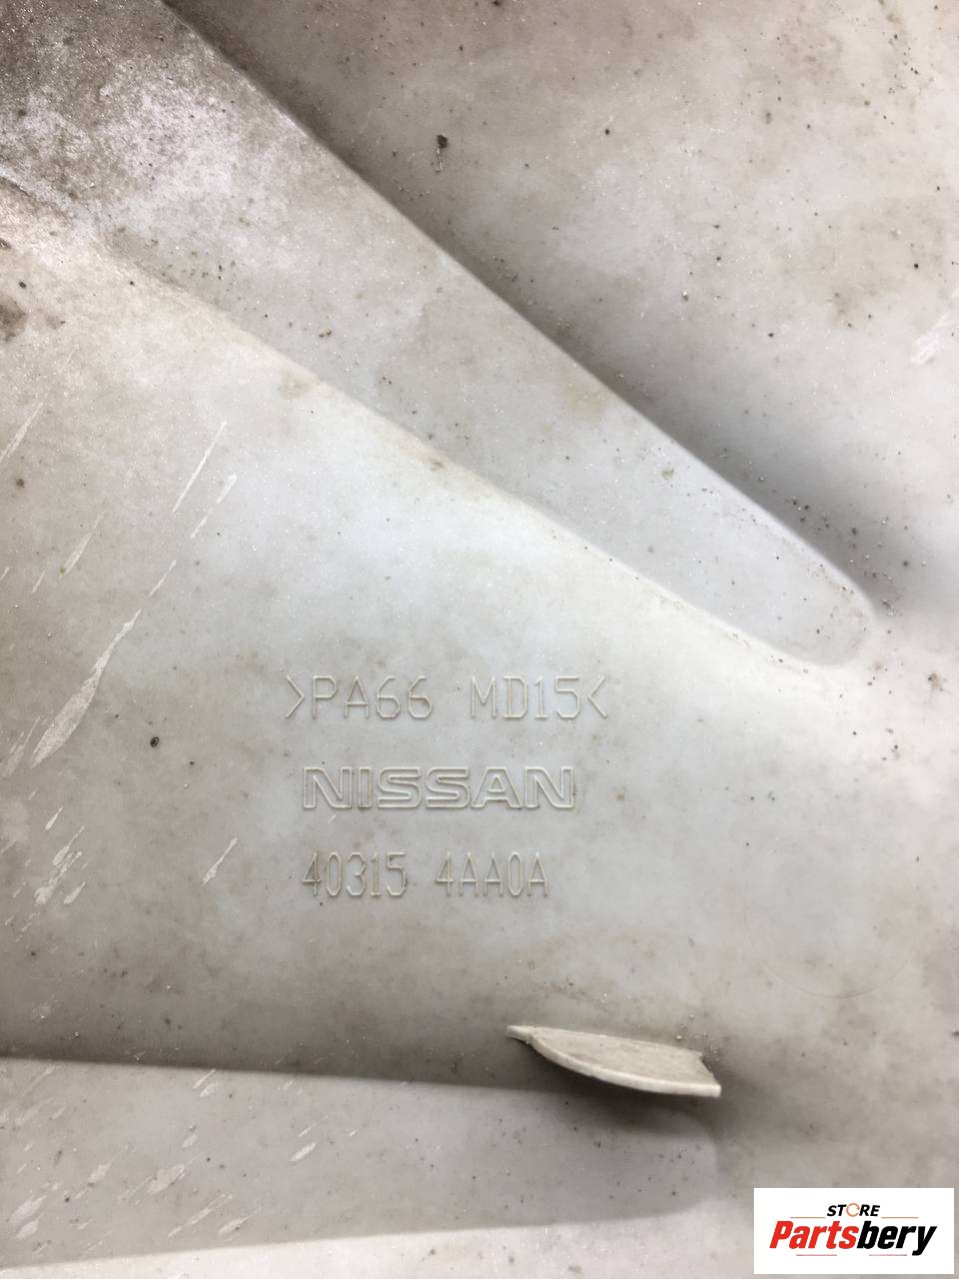 >PA66 MD15<
NISSAN
40315 4AA0A
STORE
Partsbery